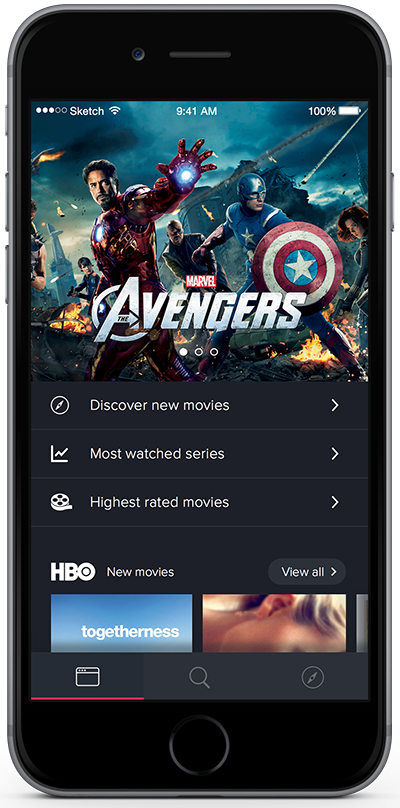 Sketch 9:41 AM 100%
MARVEL
THE AVENGERS
Discover new movies
Most watched series
Highest rated movies
HBO New movies View all
togetherness